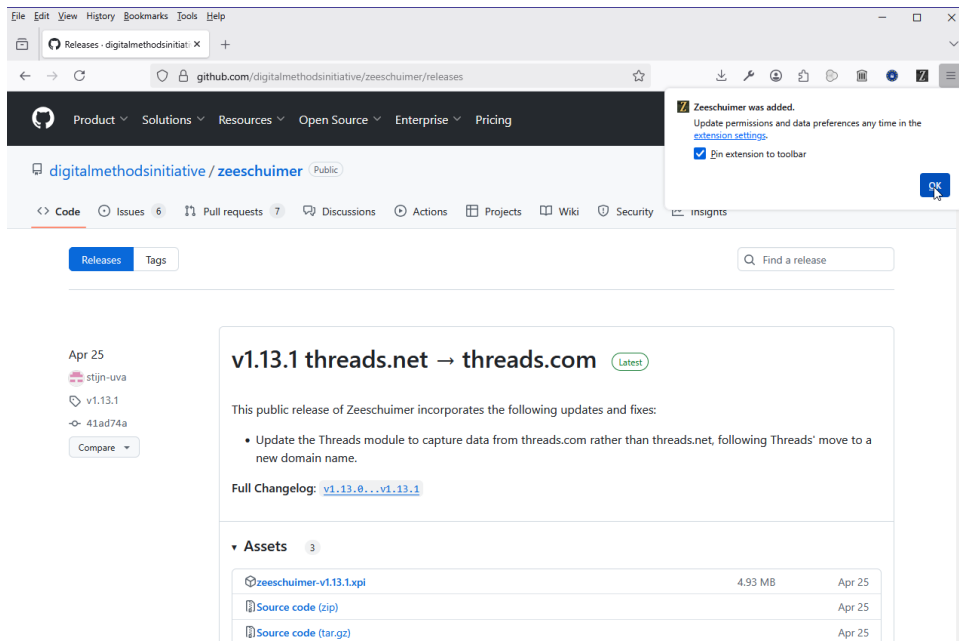 File Edit View History Bookmarks Tools Help
Releases · digitalmethodsinitiati
github.com/digitalmethodsinitiative/zeeschuimer/releases
Z
Z Zeeschuimer was added.
Update permissions and data preferences any time in the
extension settings.
Pin extension to toolbar
OK
Product Solutions Resources Open Source Enterprise Pricing
digitalmethodsinitiative / zeeschuimer Public
Code Issues 6 Pull requests 7 Discussions Actions Projects Wiki Security Insights
Releases Tags
Find a release
Apr 25
stijn-uva
v1.13.1
41ad74a
Compare
v1.13.1 threads.net → threads.com Latest
This public release of Zeeschuimer incorporates the following updates and fixes:
• Update the Threads module to capture data from threads.com rather than threads.net, following Threads' move to a
new domain name.
Full Changelog: v1.13.0...v1.13.1
Assets 3
zeeschuimer-v1.13.1.xpi 4.93 MB Apr 25
Source code (zip) Apr 25
Source code (tar.gz) Apr 25